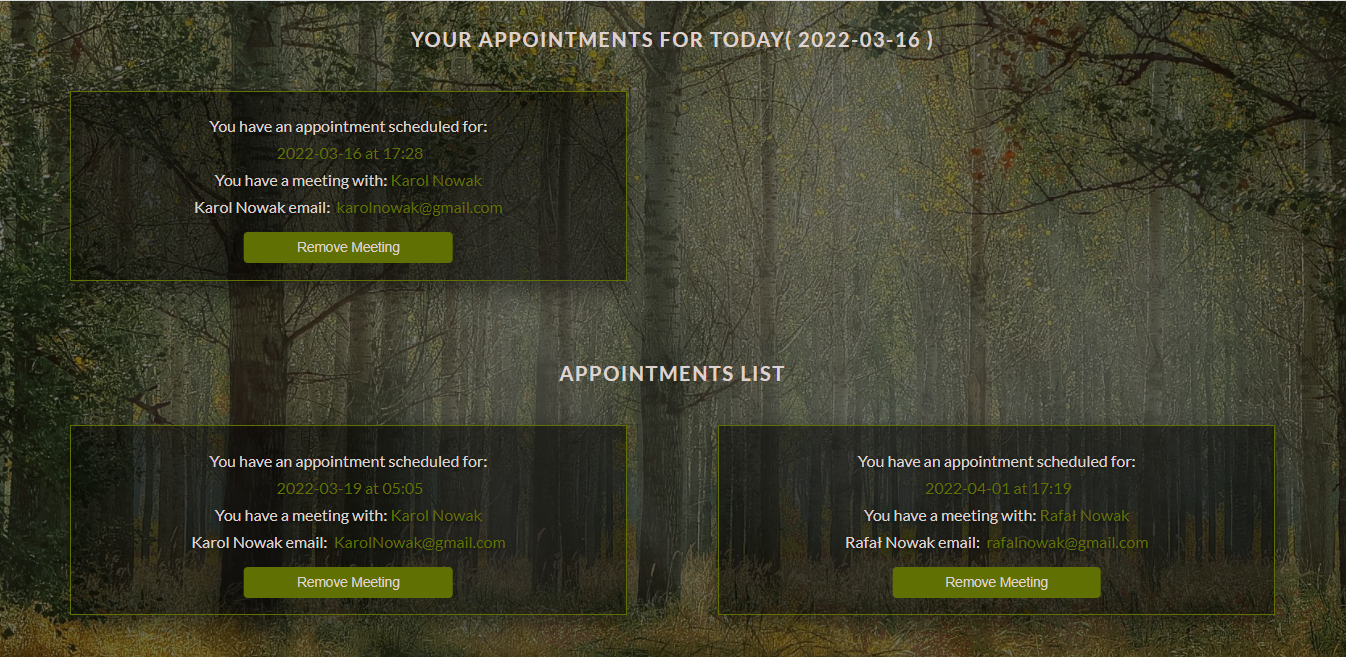 YOUR APPOINTMENTS FOR TODAY( 2022-03-16 )
You have an appointment scheduled for:
2022-03-16 at 17:28
You have a meeting with: Karol Nowak
Karol Nowak email: karolnowak@gmail.com
Remove Meeting
APPOINTMENTS LIST
You have an appointment scheduled for:
2022-03-19 at 05:05
You have a meeting with: Karol Nowak
Karol Nowak email: KarolNowak@gmail.com
Remove Meeting
You have an appointment scheduled for:
2022-04-01 at 17:19
You have a meeting with: Rafał Nowak
Rafał Nowak email: rafalnowak@gmail.com
Remove Meeting